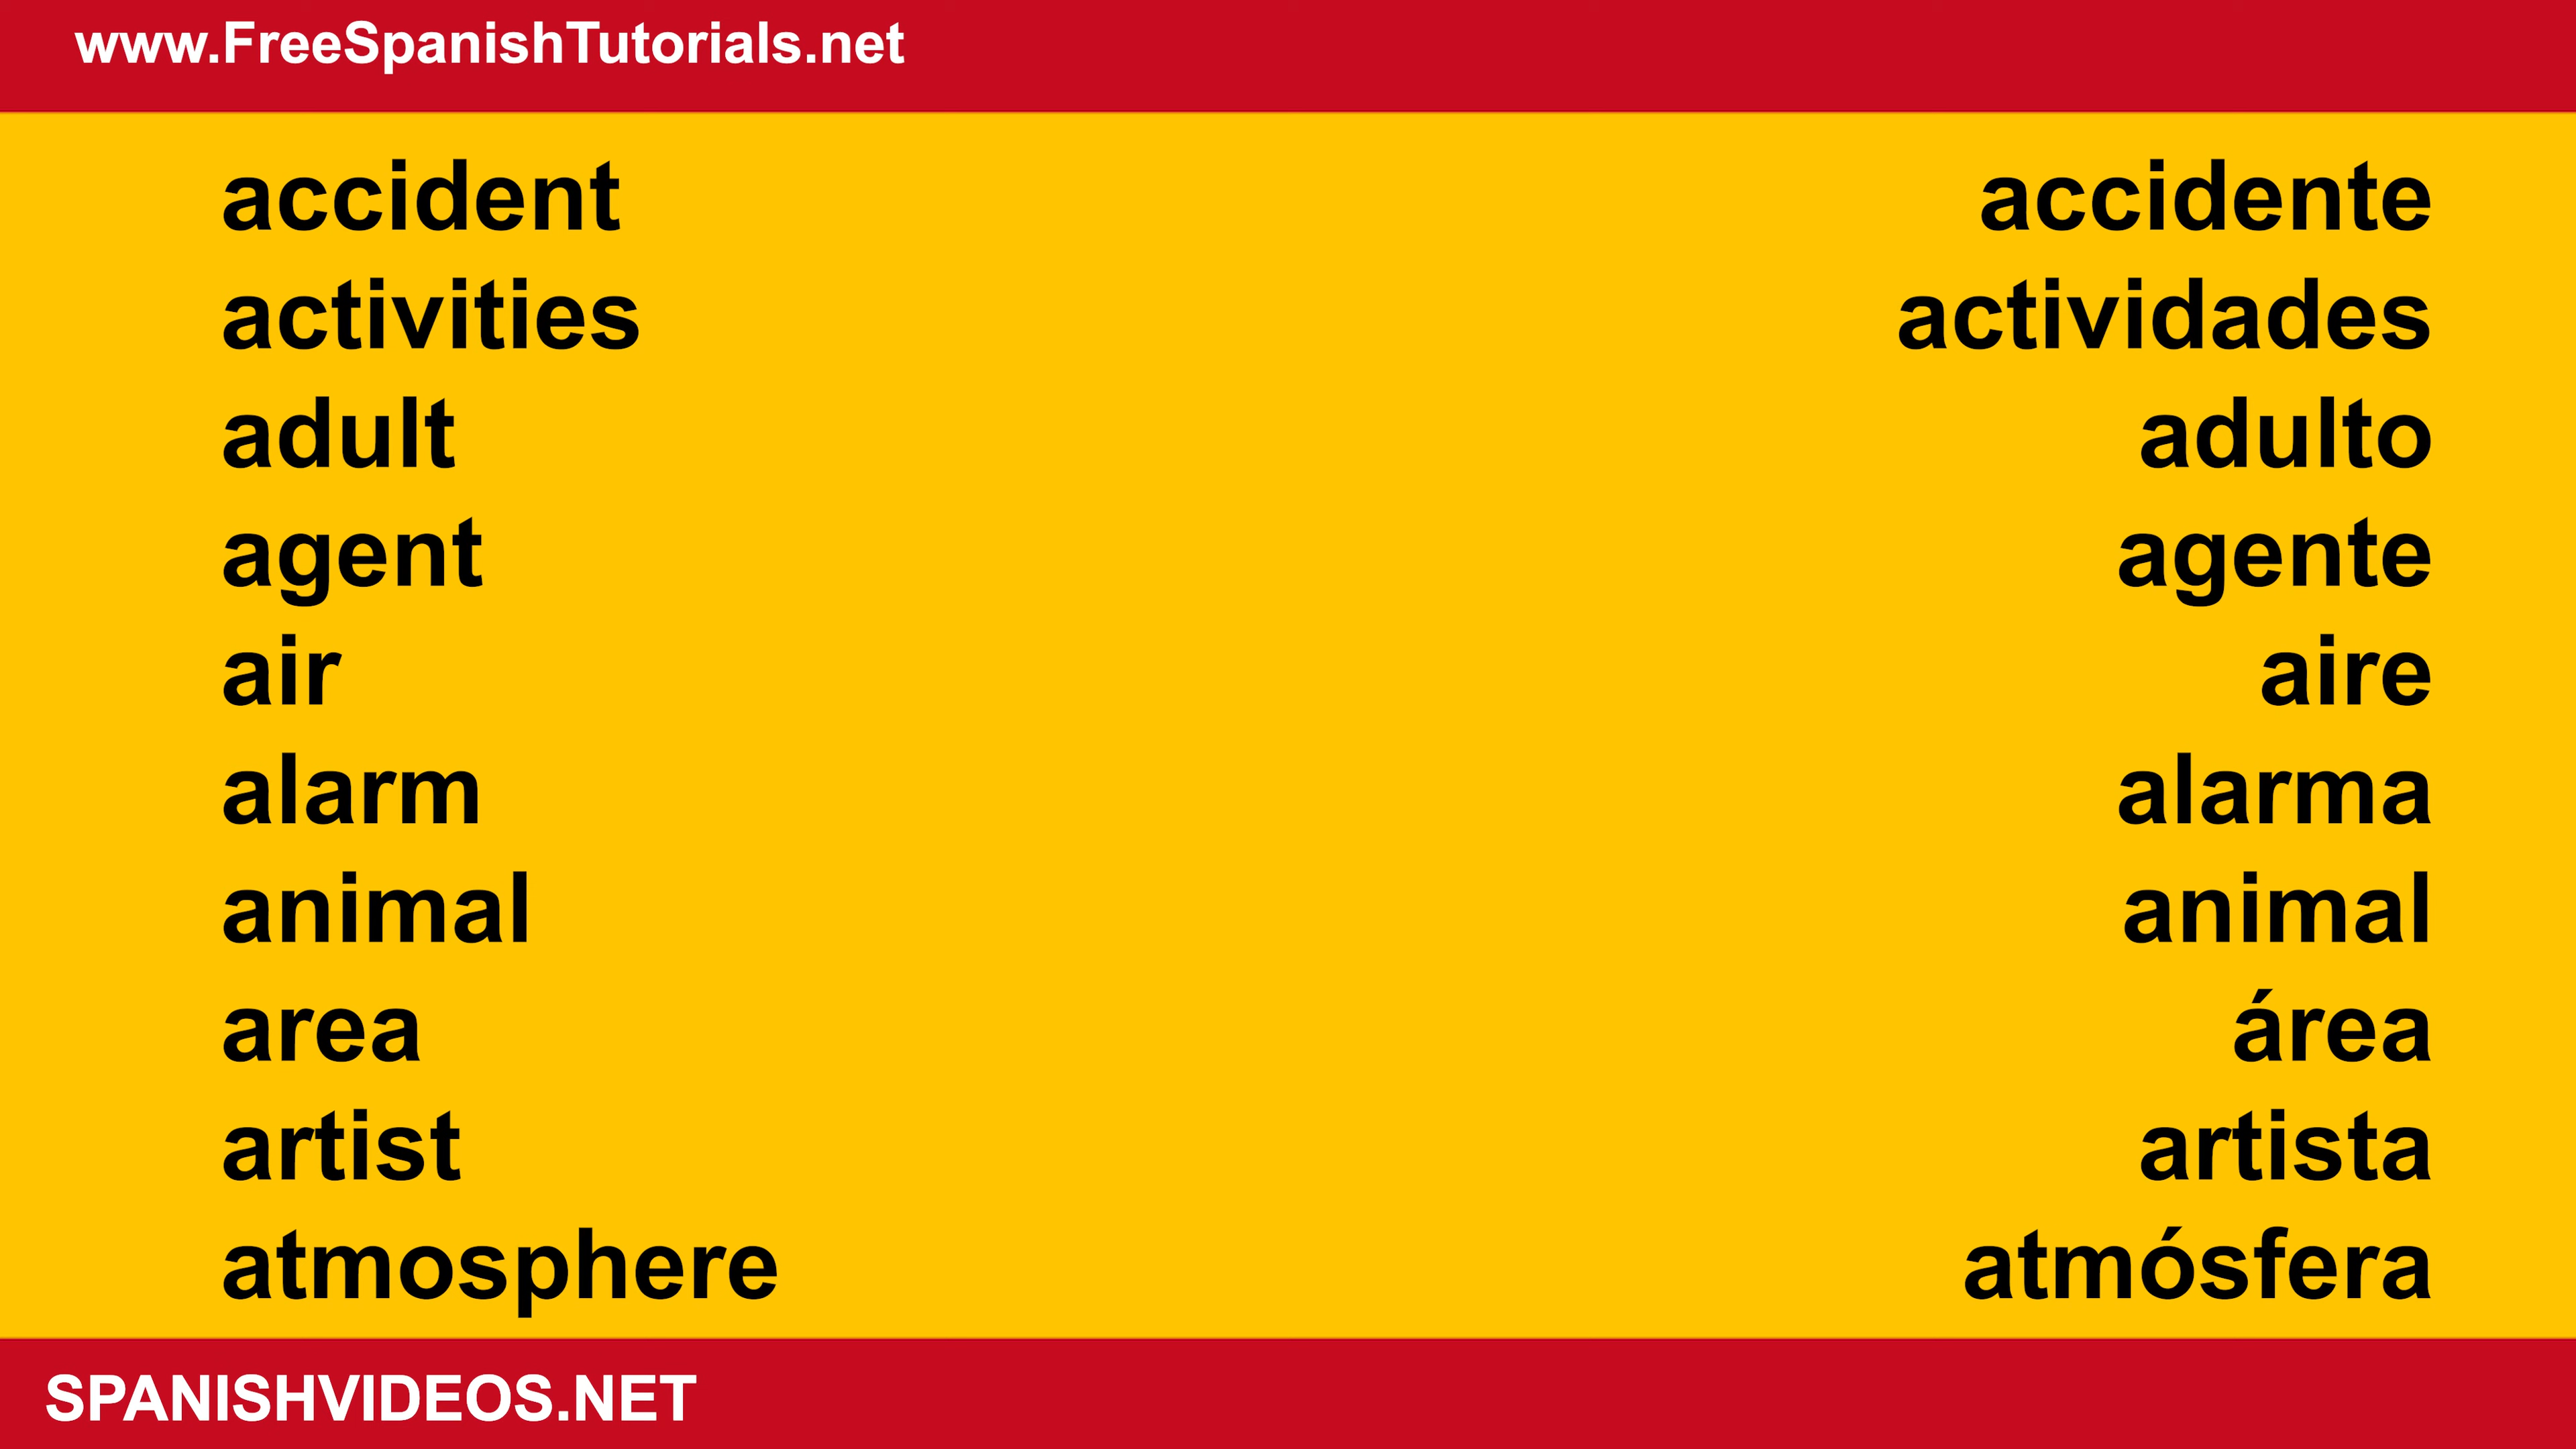 www.FreeSpanishTutorials.net
accident accidente
activities actividades
adult adulto
agent agente
air aire
alarm alarma
animal animal
area área
artist artista
atmosphere atmósfera
SPANISHVIDEOS.NET